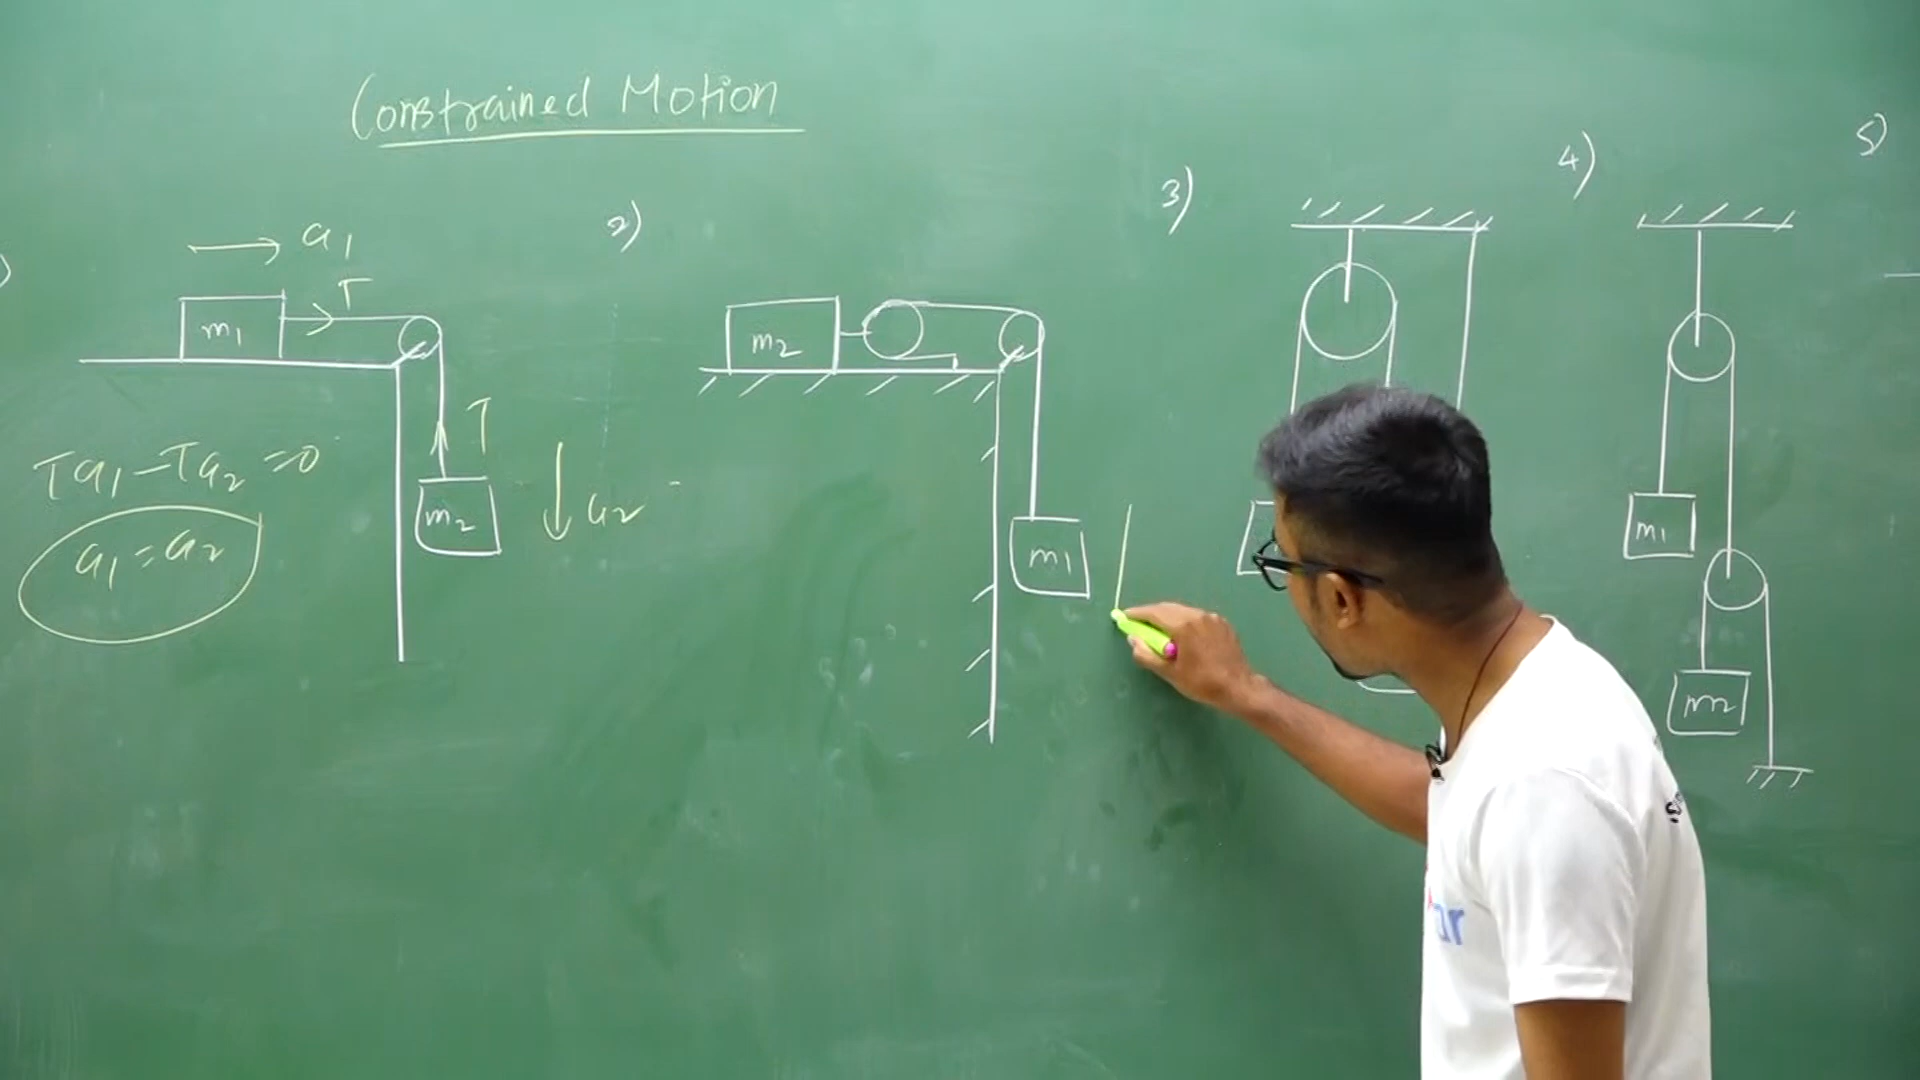 Constrained Motion
a1
T
m1
T
m2
a2
Ta1 - Ta2 = 0
a1 = a2
2)
m2
m1
3)
4)
m1
m2
5)